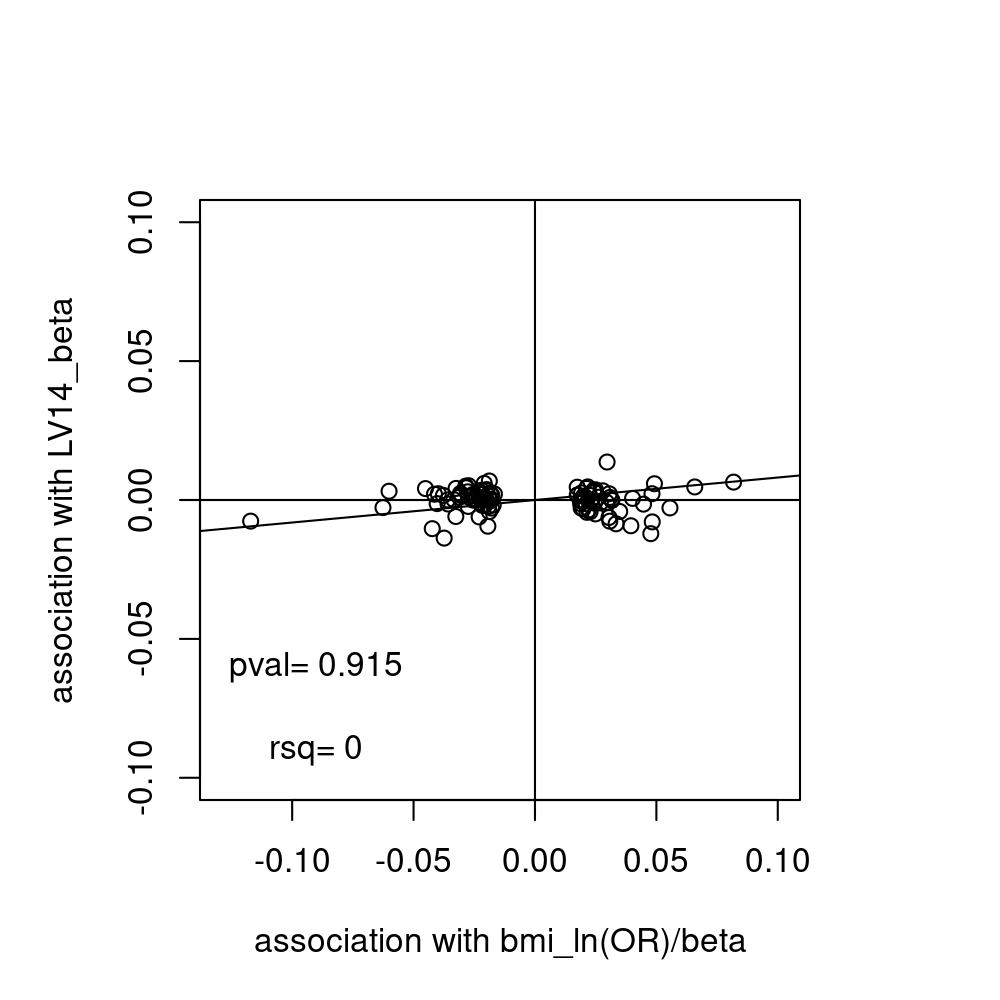 0.10
0.05
0.00
-0.05
-0.10
association with LV14_beta
pval= 0.915
rsq= 0
-0.10 -0.05 0.00 0.05 0.10
association with bmi_ln(OR)/beta